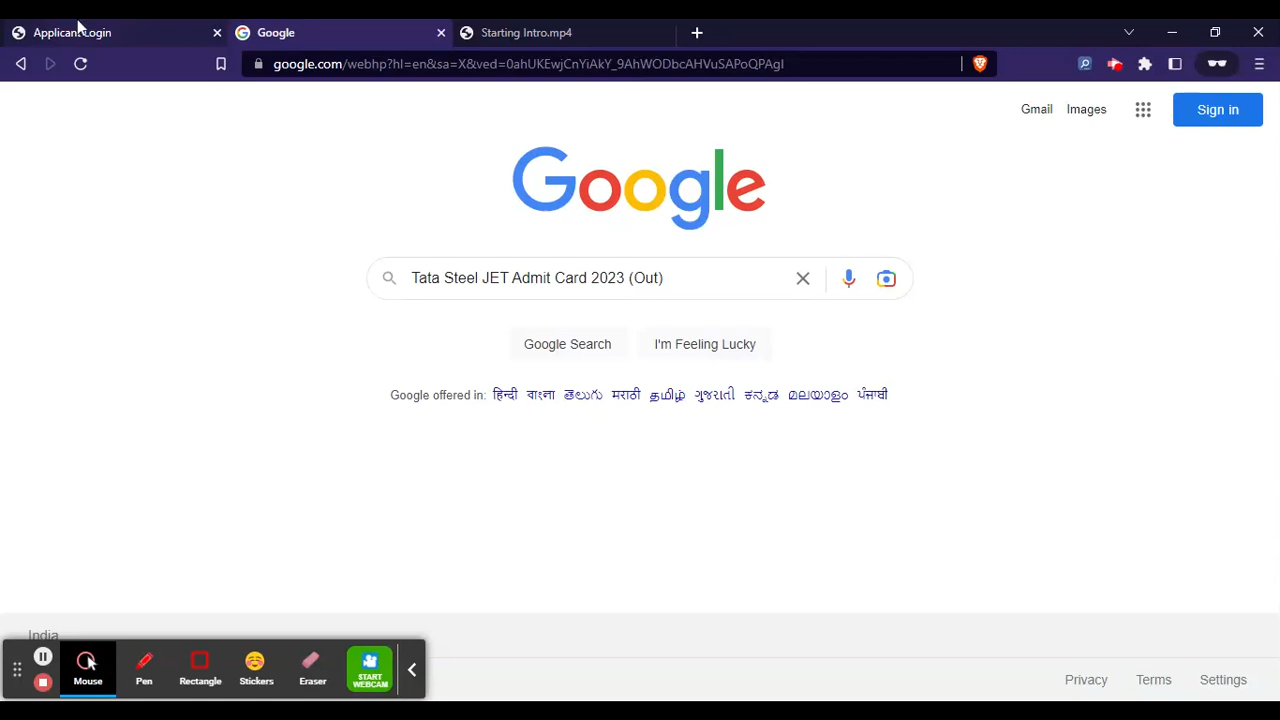 Applicant Login
Google
Starting Intro.mp4
google.com/webhp?hl=en&sa=X&ved=0ahUKEwjCnYiAkY_9AhWODbcAHVuSAPoQPAgI
Gmail Images
Sign in
Google
Tata Steel JET Admit Card 2023 (Out)
Google Search
I'm Feeling Lucky
Google offered in: हिन्दी বাংলা తెలుగు मराठी தமிழ் ગુજરાતી ಕನ್ನಡ മലയാളം ਪੰਜਾਬੀ
India
Mouse
Pen
Rectangle
Stickers
Eraser
START
WEBCAM
Privacy Terms Settings